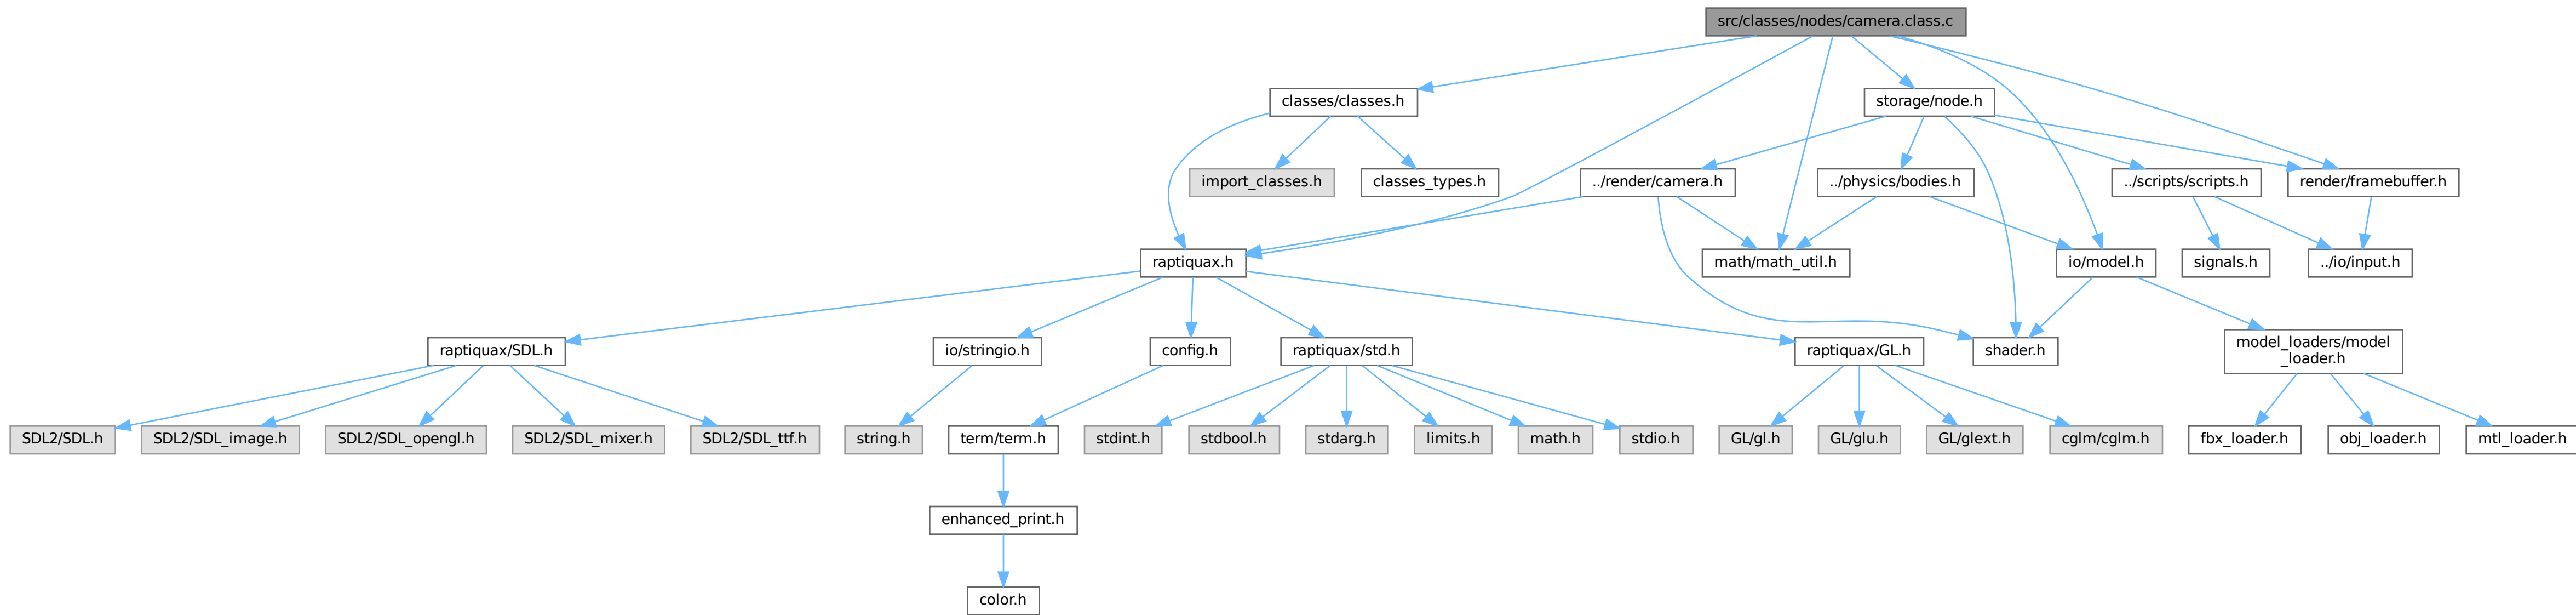 src/classes/nodes/camera.class.c
classes/classes.h
storage/node.h
import_classes.h
classes_types.h
../render/camera.h
../physics/bodies.h
../scripts/scripts.h
render/framebuffer.h
raptiquax.h
math/math_util.h
io/model.h
signals.h
../io/input.h
raptiquax/SDL.h
io/stringio.h
config.h
raptiquax/std.h
raptiquax/GL.h
shader.h
model_loaders/model
_loader.h
SDL2/SDL.h
SDL2/SDL_image.h
SDL2/SDL_opengl.h
SDL2/SDL_mixer.h
SDL2/SDL_ttf.h
string.h
term/term.h
stdint.h
stdbool.h
stdarg.h
limits.h
math.h
stdio.h
GL/gl.h
GL/glu.h
GL/glext.h
cglm/cglm.h
fbx_loader.h
obj_loader.h
mtl_loader.h
enhanced_print.h
color.h